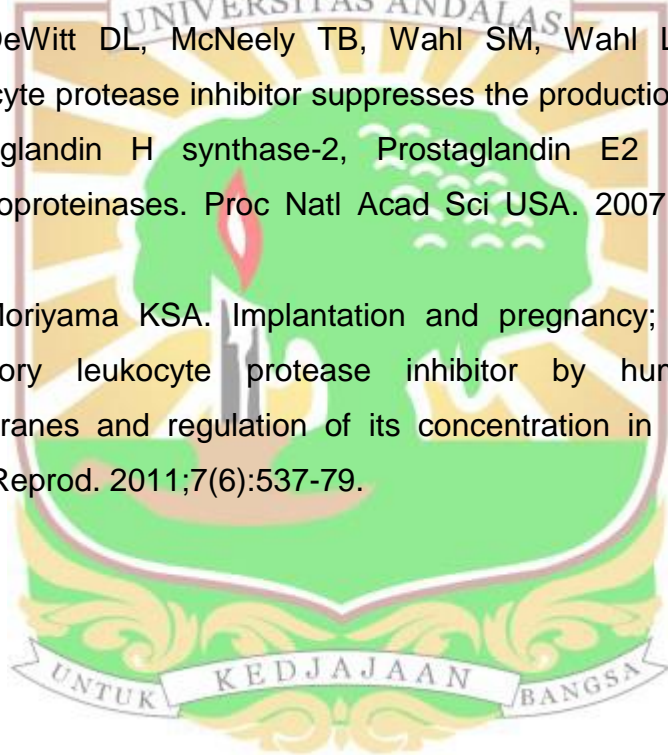 UNIVERSITAS ANDALAS
DeWitt DL, McNeely TB, Wahl SM, Wahl L
cyte protease inhibitor suppresses the production
glandin H synthase-2, Prostaglandin E2
oproteinases. Proc Natl Acad Sci USA. 2007
Moriyama KSA. Implantation and pregnancy;
ory leukocyte protease inhibitor by hum
ranes and regulation of its concentration in
Reprod. 2011;7(6):537-79.
UNTUK KEDJAJAAN BANGSA